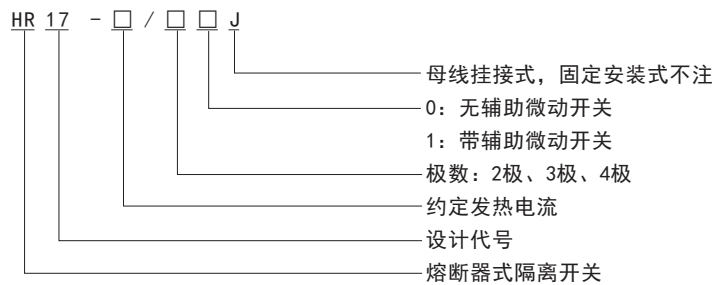 HR 17 - □ / □ □ J
母线挂接式，固定安装式不注
0：无辅助微动开关
1：带辅助微动开关
极数：2极、3极、4极
约定发热电流
设计代号
熔断器式隔离开关